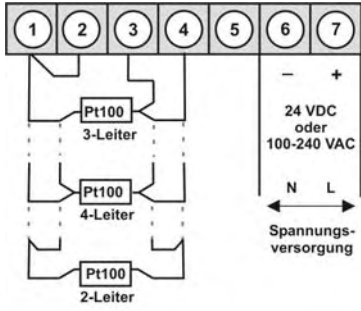 1 2 3 4 5 6 7
– +
Pt100
3-Leiter
24 VDC
oder
100-240 VAC
Pt100
4-Leiter
N L
Spannungs-
versorgung
Pt100
2-Leiter